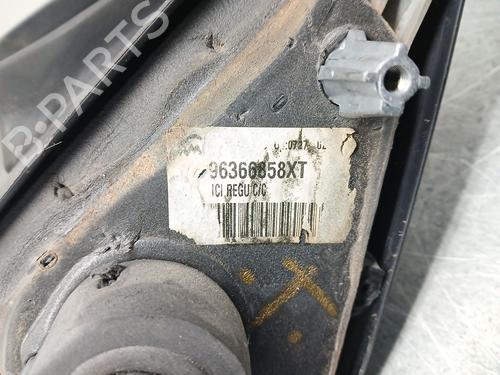 B-PARTS
96366858XT
ICI REGU C/C